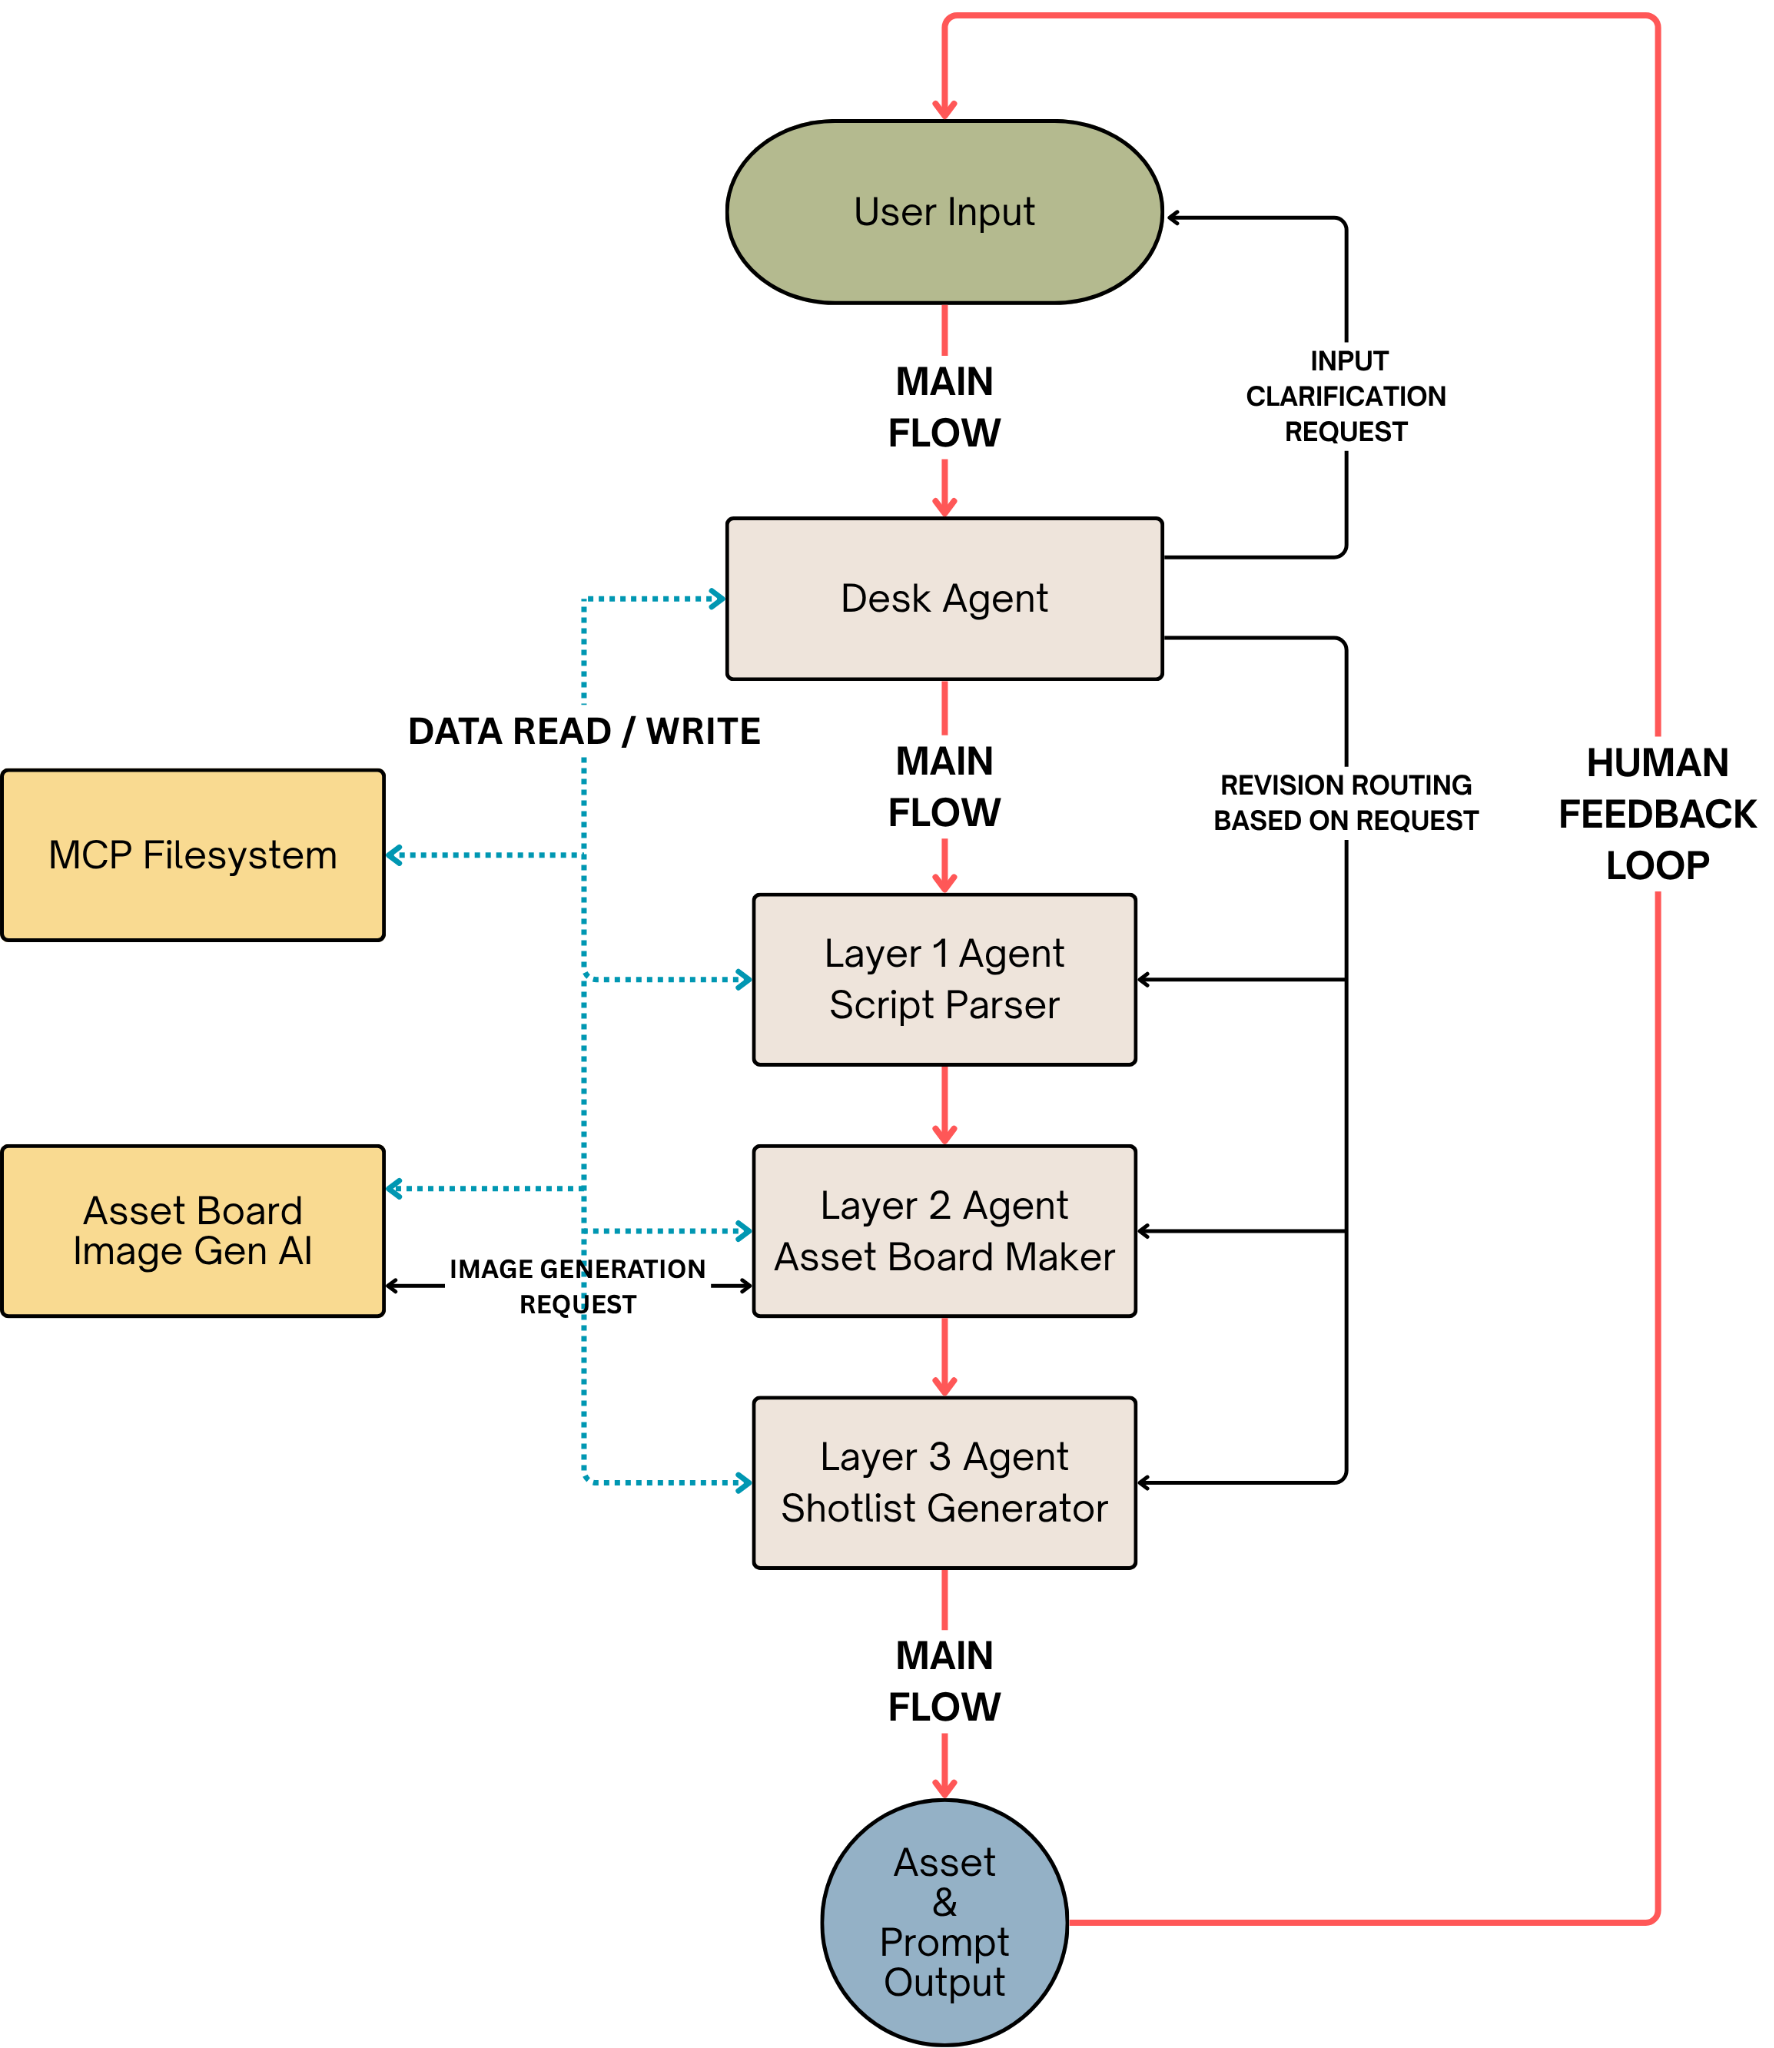 User Input
MAIN
FLOW
INPUT
CLARIFICATION
REQUEST
Desk Agent
DATA READ / WRITE
MAIN
FLOW
REVISION ROUTING
BASED ON REQUEST
HUMAN
FEEDBACK
LOOP
MCP Filesystem
Layer 1 Agent
Script Parser
Asset Board
Image Gen AI
IMAGE GENERATION
REQUEST
Layer 2 Agent
Asset Board Maker
Layer 3 Agent
Shotlist Generator
MAIN
FLOW
Asset
&
Prompt
Output